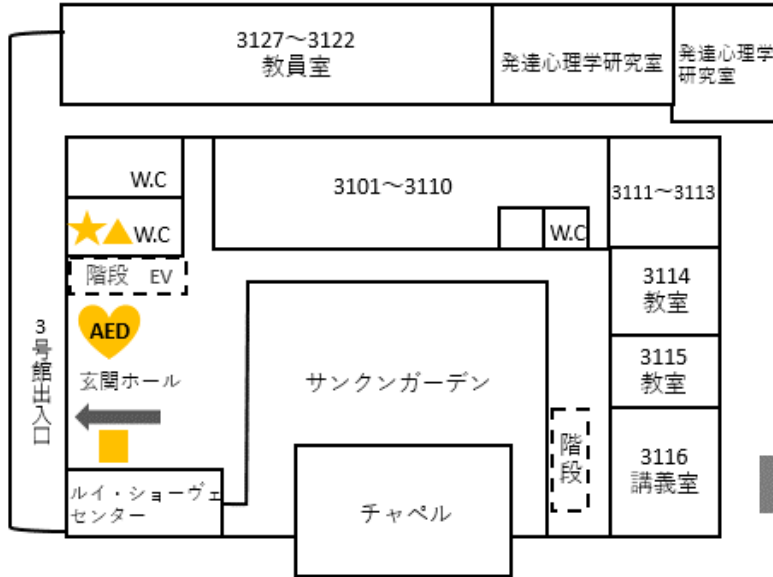 3127～3122
教員室
発達心理学研究室
発達心理学
研究室
W.C
3101～3110
3111～3113
W.C
W.C
階段 EV
3114
教室
AED
3号館出入口
玄関ホール
サンクンガーデン
3115
教室
階段
3116
講義室
ルイ・ショーヴェ
センター
チャペル